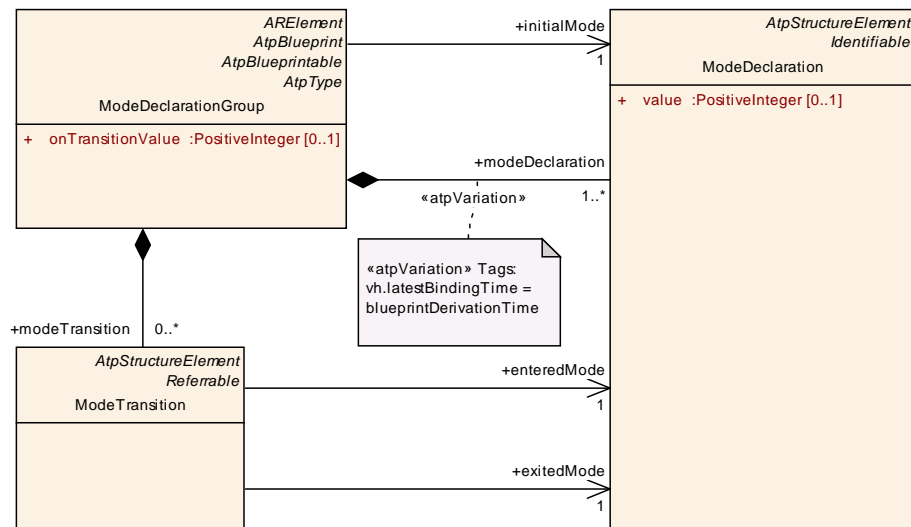 ARElement
AtpBlueprint
AtpBlueprintable
AtpType
ModeDeclarationGroup
+ onTransitionValue :PositiveInteger [0..1]
+initialMode
1
AtpStructureElement
Identifiable
ModeDeclaration
+ value :PositiveInteger [0..1]
+modeDeclaration
«atpVariation»
1..*
«atpVariation» Tags:
vh.latestBindingTime =
blueprintDerivationTime
+modeTransition
0..*
AtpStructureElement
Referrable
ModeTransition
+enteredMode
1
+exitedMode
1